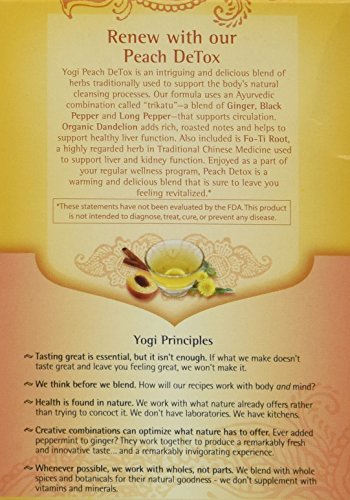 Renew with our
Peach DeTox
Yogi Peach DeTox is an intriguing and delicious blend of
herbs traditionally used to support the body's natural
cleansing processes. Our formula uses an Ayurvedic
combination called "trikatu"—a blend of Ginger, Black
Pepper and Long Pepper—that supports circulation.
Organic Dandelion adds rich, roasted notes and helps to
support healthy liver function. Also included is Fo-Ti Root,
a highly regarded herb in Traditional Chinese Medicine used
to support liver and kidney function. Enjoyed as a part of
your regular wellness program, Peach Detox is a
warming and delicious blend that is sure to leave you
feeling revitalized.*
*These statements have not been evaluated by the FDA. This product
is not intended to diagnose, treat, cure, or prevent any disease.
Yogi Principles
Tasting great is essential, but it isn't enough. If what we make doesn't
taste great and leave you feeling great, we won't make it.
We think before we blend. How will our recipes work with body and mind?
Health is found in nature. We work with what nature already offers rather
than trying to concoct it. We don't have laboratories. We have kitchens.
Creative combinations can optimize what nature has to offer. Ever
added peppermint to ginger? They work together to produce a remarkably fresh
and innovative taste... and a remarkably invigorating experience.
Whenever possible, we work with wholes, not parts. We blend with whole
spices and botanicals for their natural goodness - we don't supplement with
vitamins and minerals.